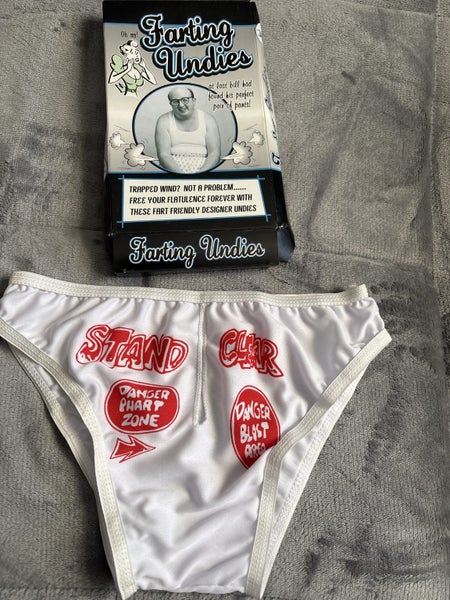 Oh my!
Farting
Undies
at last bill had
found his perfect
pair of pants!
TRAPPED WIND? NOT A PROBLEM......
FREE YOUR FLATULENCE FOREVER WITH
THESE FART FRIENDLY DESIGNER UNDIES
Farting Undies
STAND CLEAR
DANGER
PHART
ZONE
DANGER
BLAST
AREA